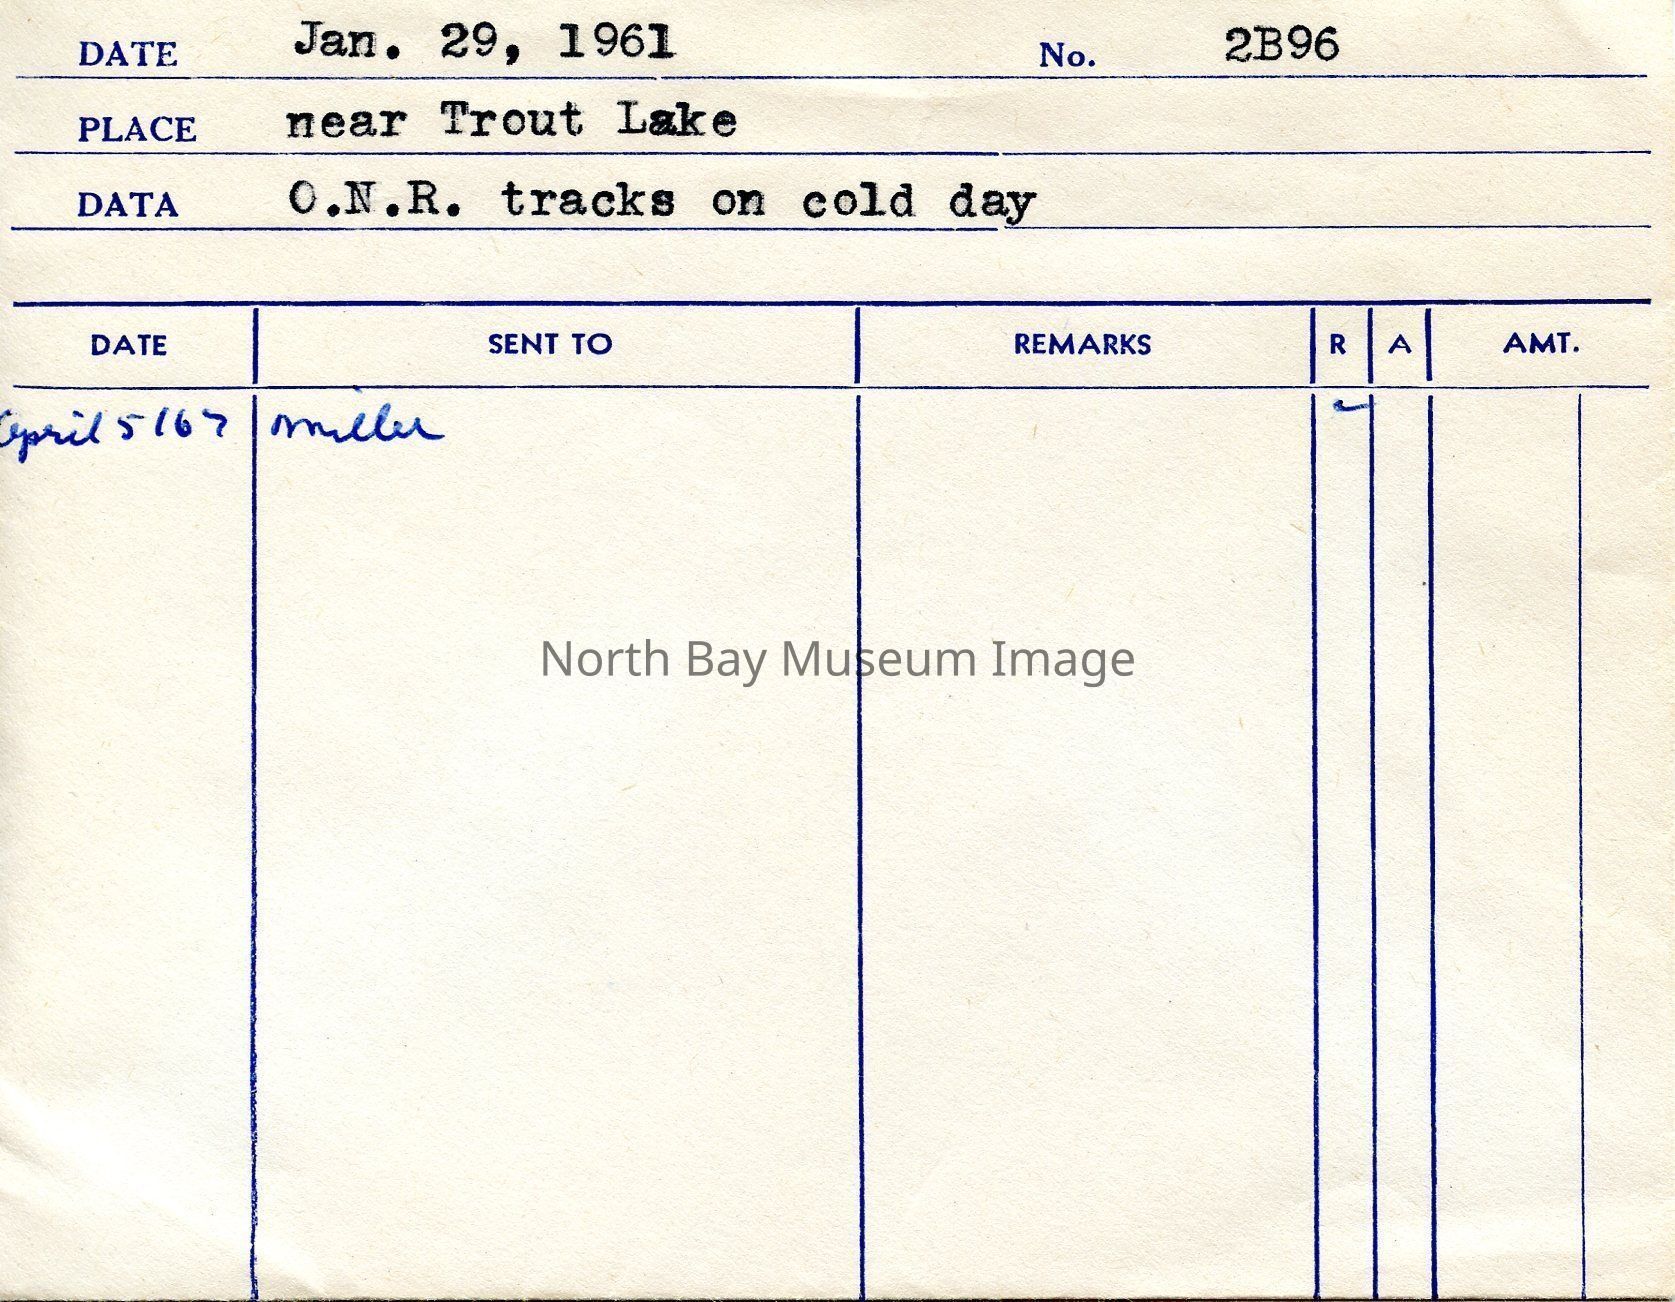 DATE Jan. 29, 1961 No. 2B96
PLACE near Trout Lake
DATA O.N.R. tracks on cold day
DATE SENT TO REMARKS R A AMT.
April 5/67 Miller
North Bay Museum Image